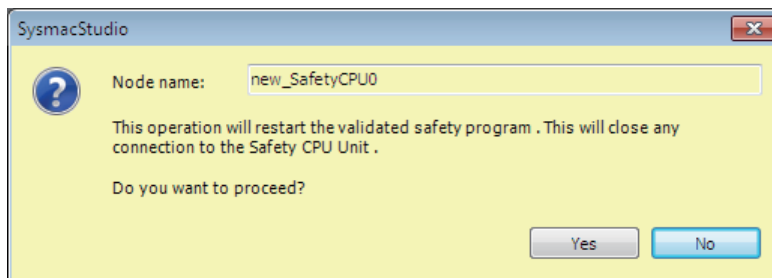 SysmacStudio
Node name: new_SafetyCPU0
This operation will restart the validated safety program . This will close any
connection to the Safety CPU Unit .
Do you want to proceed?
Yes No